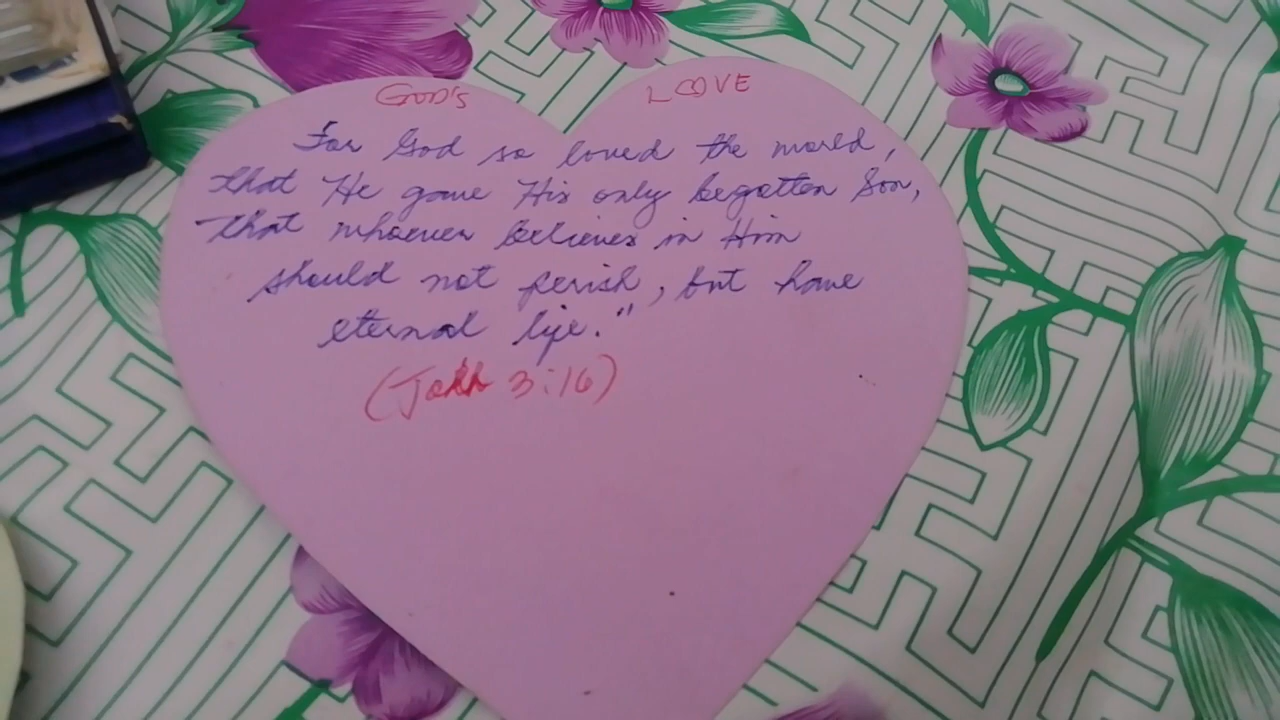 GOD'S LOVE
For God so loved the world,
that He gave His only begotten Son,
that whoever believes in Him
should not perish, but have
eternal life."
(John 3:16)